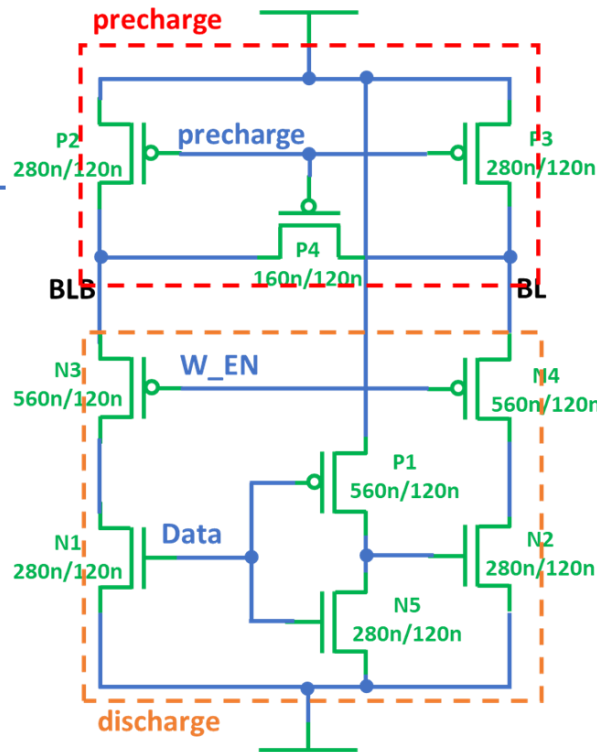 precharge
P2
280n/120n
precharge
P3
280n/120n
P4
160n/120n
BLB
BL
N3
560n/120n
W_EN
N4
560n/120n
P1
560n/120n
Data
N1
280n/120n
N2
280n/120n
N5
280n/120n
discharge